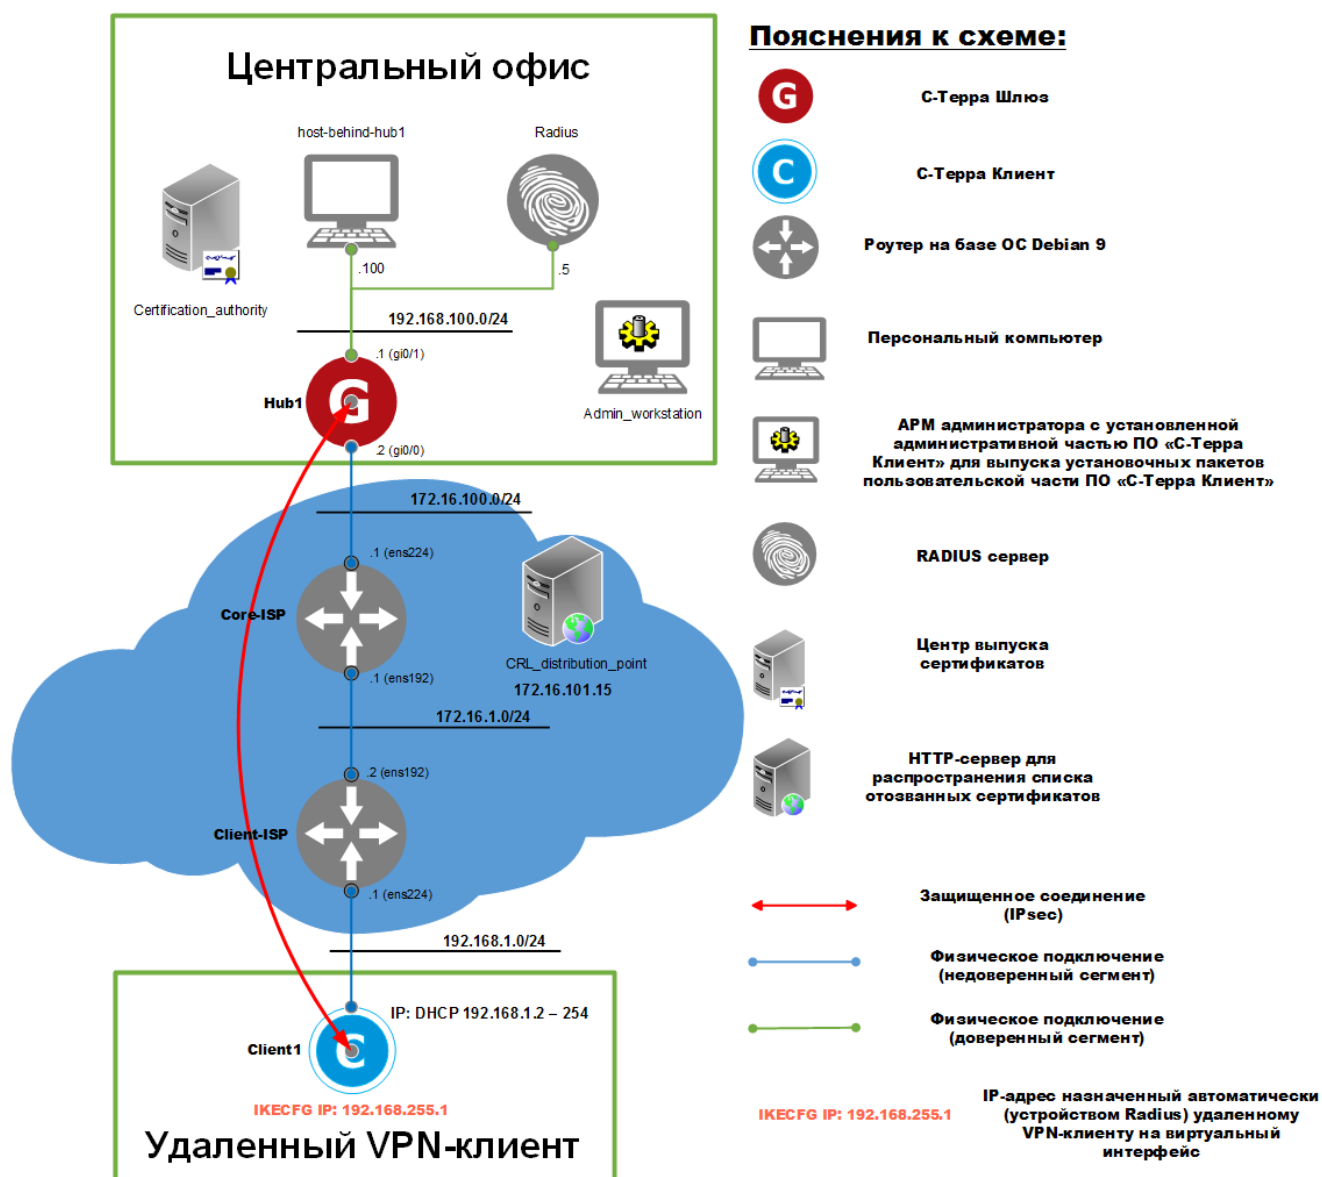 Центральный офис
host-behind-hub1
Radius
.100
.5
Certification_authority
192.168.100.0/24
.1 (gi0/1)
G
Hub1
Admin_workstation
.2 (gi0/0)
172.16.100.0/24
.1 (ens224)
Core-ISP
CRL_distribution_point
172.16.101.15
.1 (ens192)
172.16.1.0/24
.2 (ens192)
Client-ISP
.1 (ens224)
192.168.1.0/24
IP: DHCP 192.168.1.2 – 254
Client1
C
IKECFG IP: 192.168.255.1
Удаленный VPN-клиент
Пояснения к схеме:
G
С-Терра Шлюз
C
С-Терра Клиент
Роутер на базе ОС Debian 9
Персональный компьютер
АРМ администратора с установленной
административной частью ПО «С-Терра
Клиент» для выпуска установочных пакетов
пользовательской части ПО «С-Терра Клиент»
RADIUS сервер
Центр выпуска
сертификатов
HTTP-сервер для
распространения списка
отозванных сертификатов
Защищенное соединение
(IPsec)
Физическое подключение
(недоверенный сегмент)
Физическое подключение
(доверенный сегмент)
IKECFG IP: 192.168.255.1
IP-адрес назначенный автоматически
(устройством Radius) удаленному
VPN-клиенту на виртуальный
интерфейс